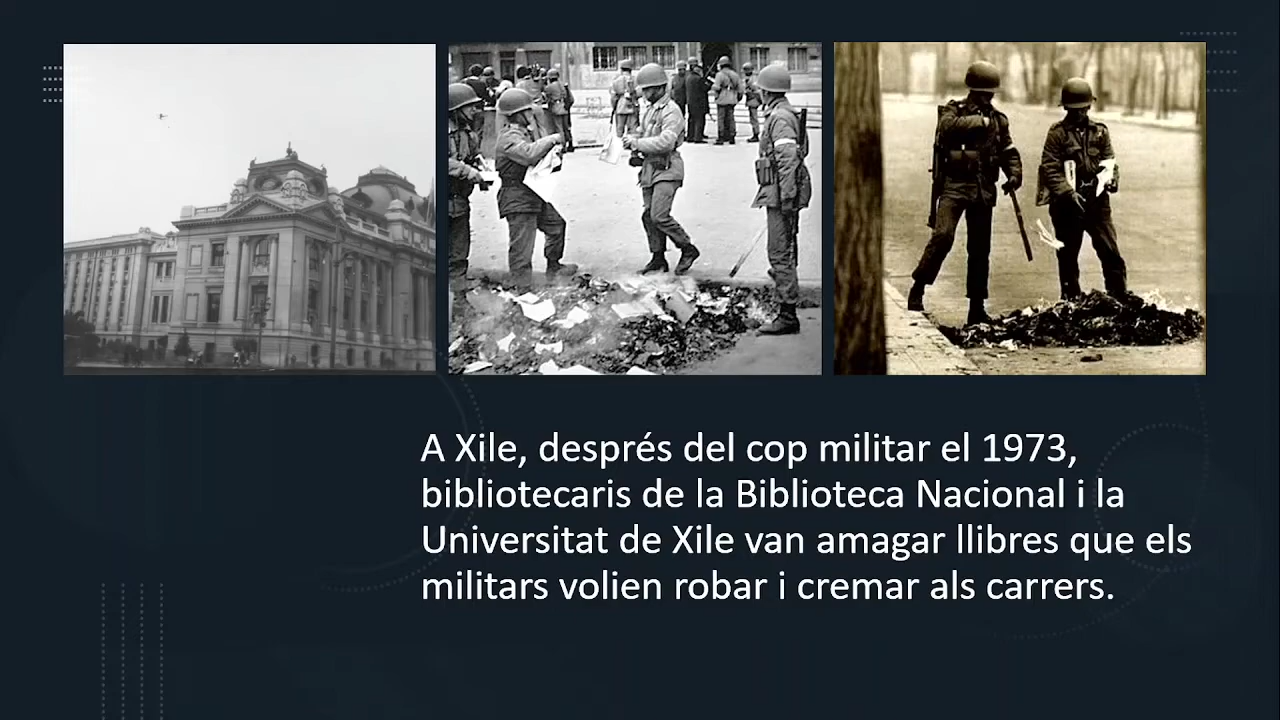 A Xile, després del cop militar el 1973,
bibliotecaris de la Biblioteca Nacional i la
Universitat de Xile van amagar llibres que els
militars volien robar i cremar als carrers.